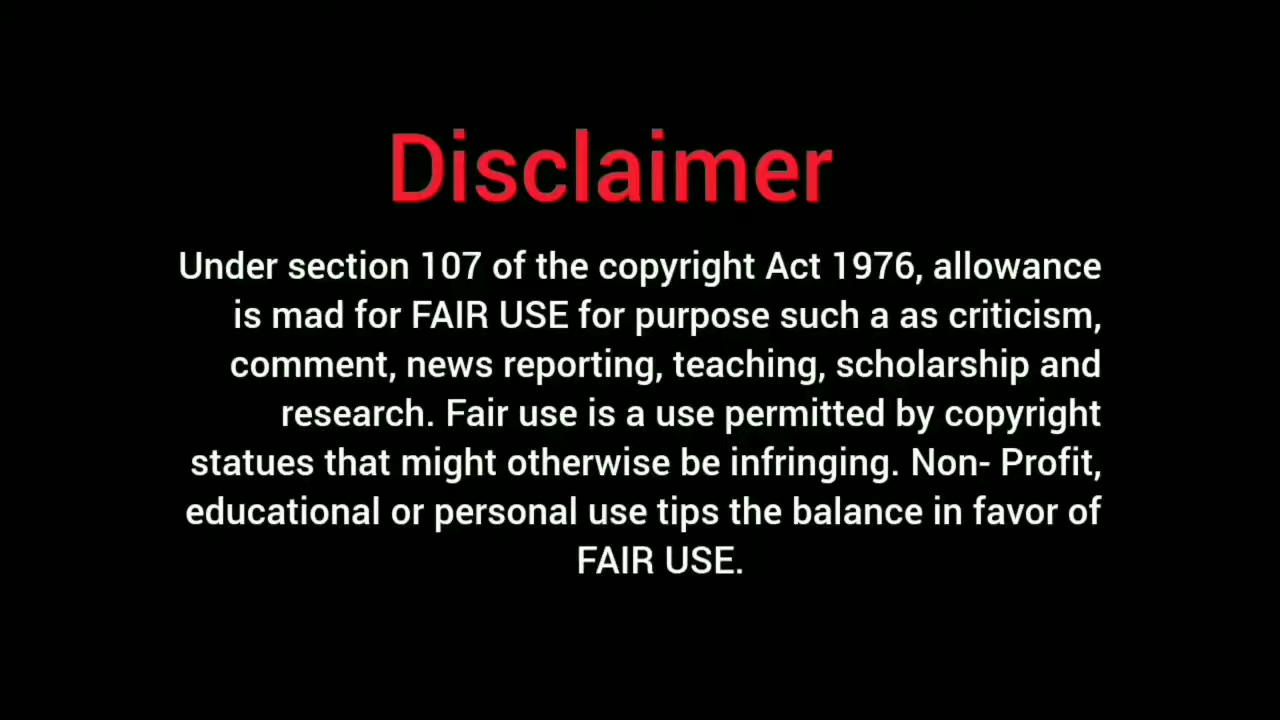 Disclaimer
Under section 107 of the copyright Act 1976, allowance
is mad for FAIR USE for purpose such a as criticism,
comment, news reporting, teaching, scholarship and
research. Fair use is a use permitted by copyright
statues that might otherwise be infringing. Non- Profit,
educational or personal use tips the balance in favor of
FAIR USE.